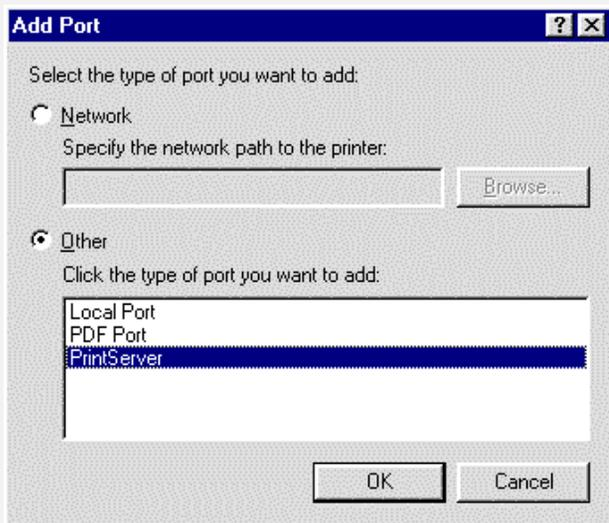 Add Port
Select the type of port you want to add:
Network
Specify the network path to the printer:
Browse...
Other
Click the type of port you want to add:
Local Port
PDF Port
PrintServer
OK Cancel